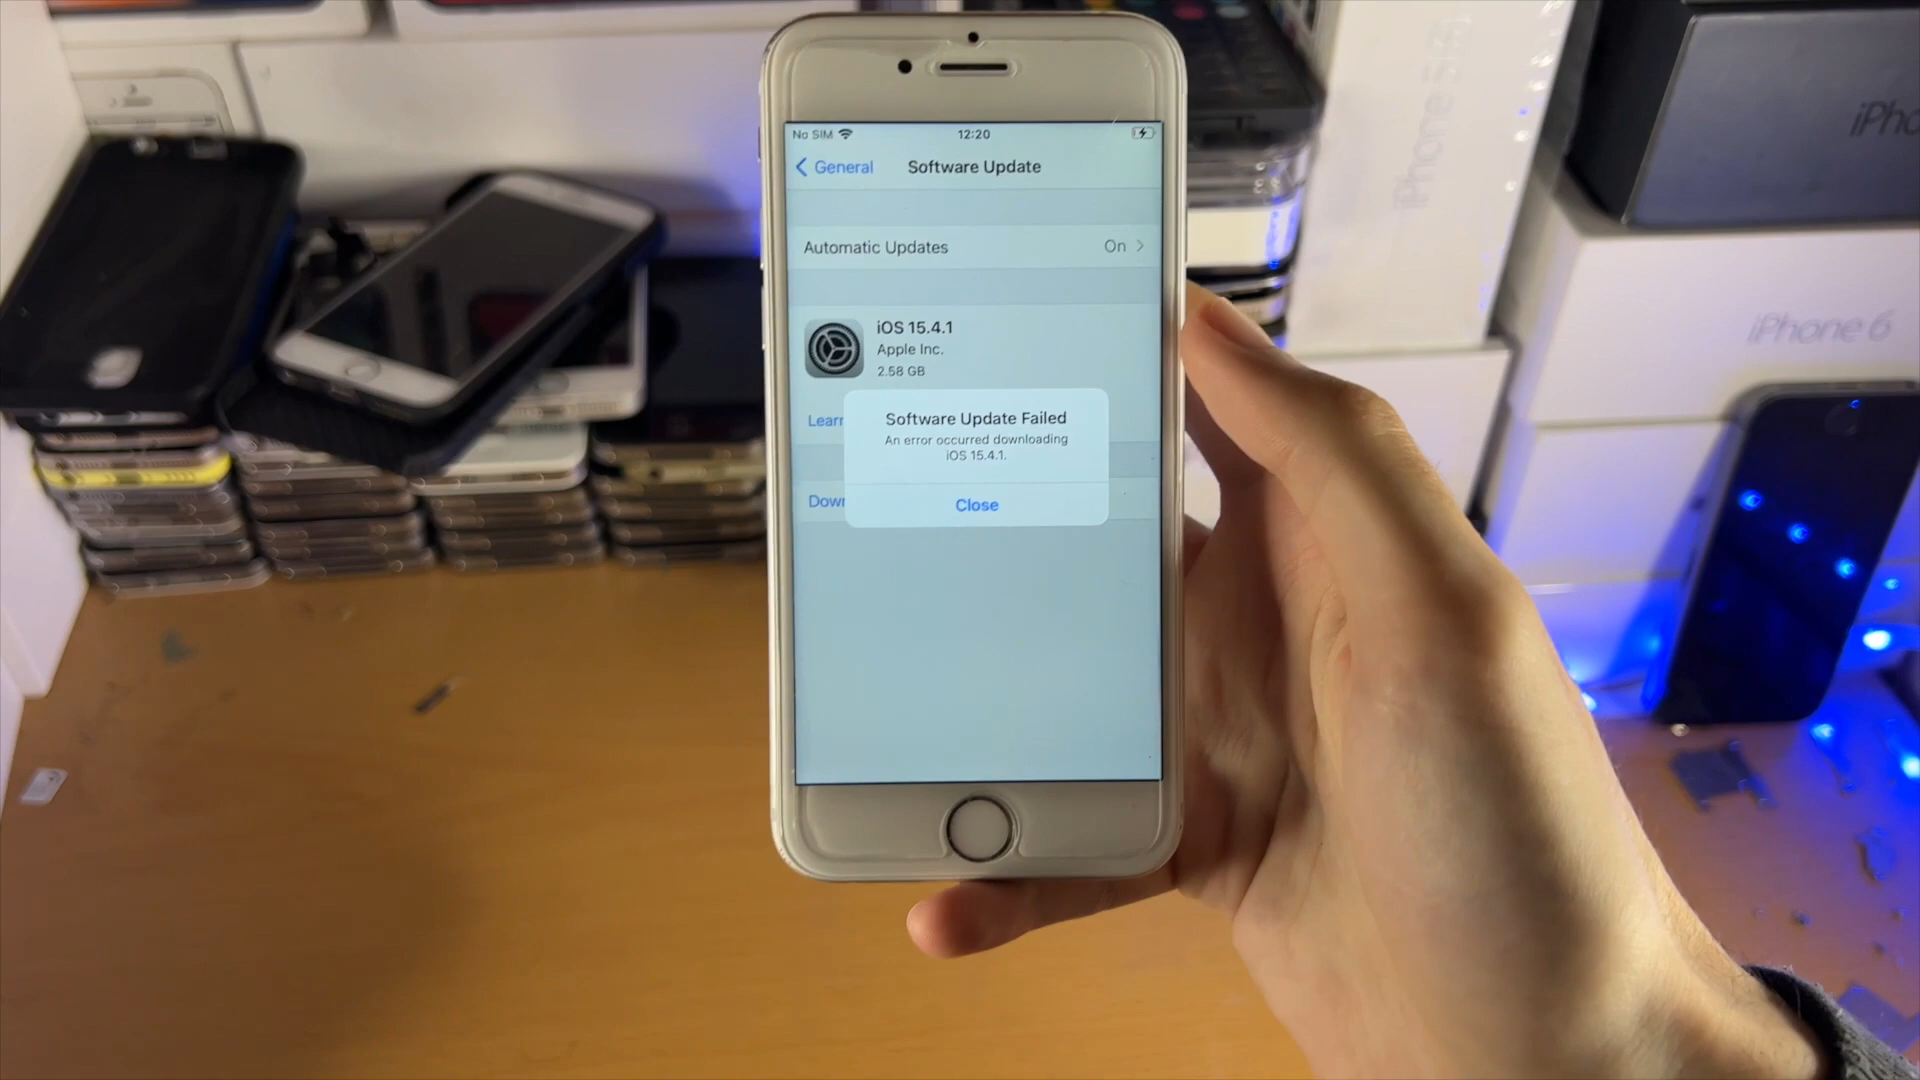 No SIM
12:20
General
Software Update
Automatic Updates
On
iOS 15.4.1
Apple Inc.
2.58 GB
Learn
Software Update Failed
An error occurred downloading
iOS 15.4.1.
Down
Close
iPho
iPhone 6